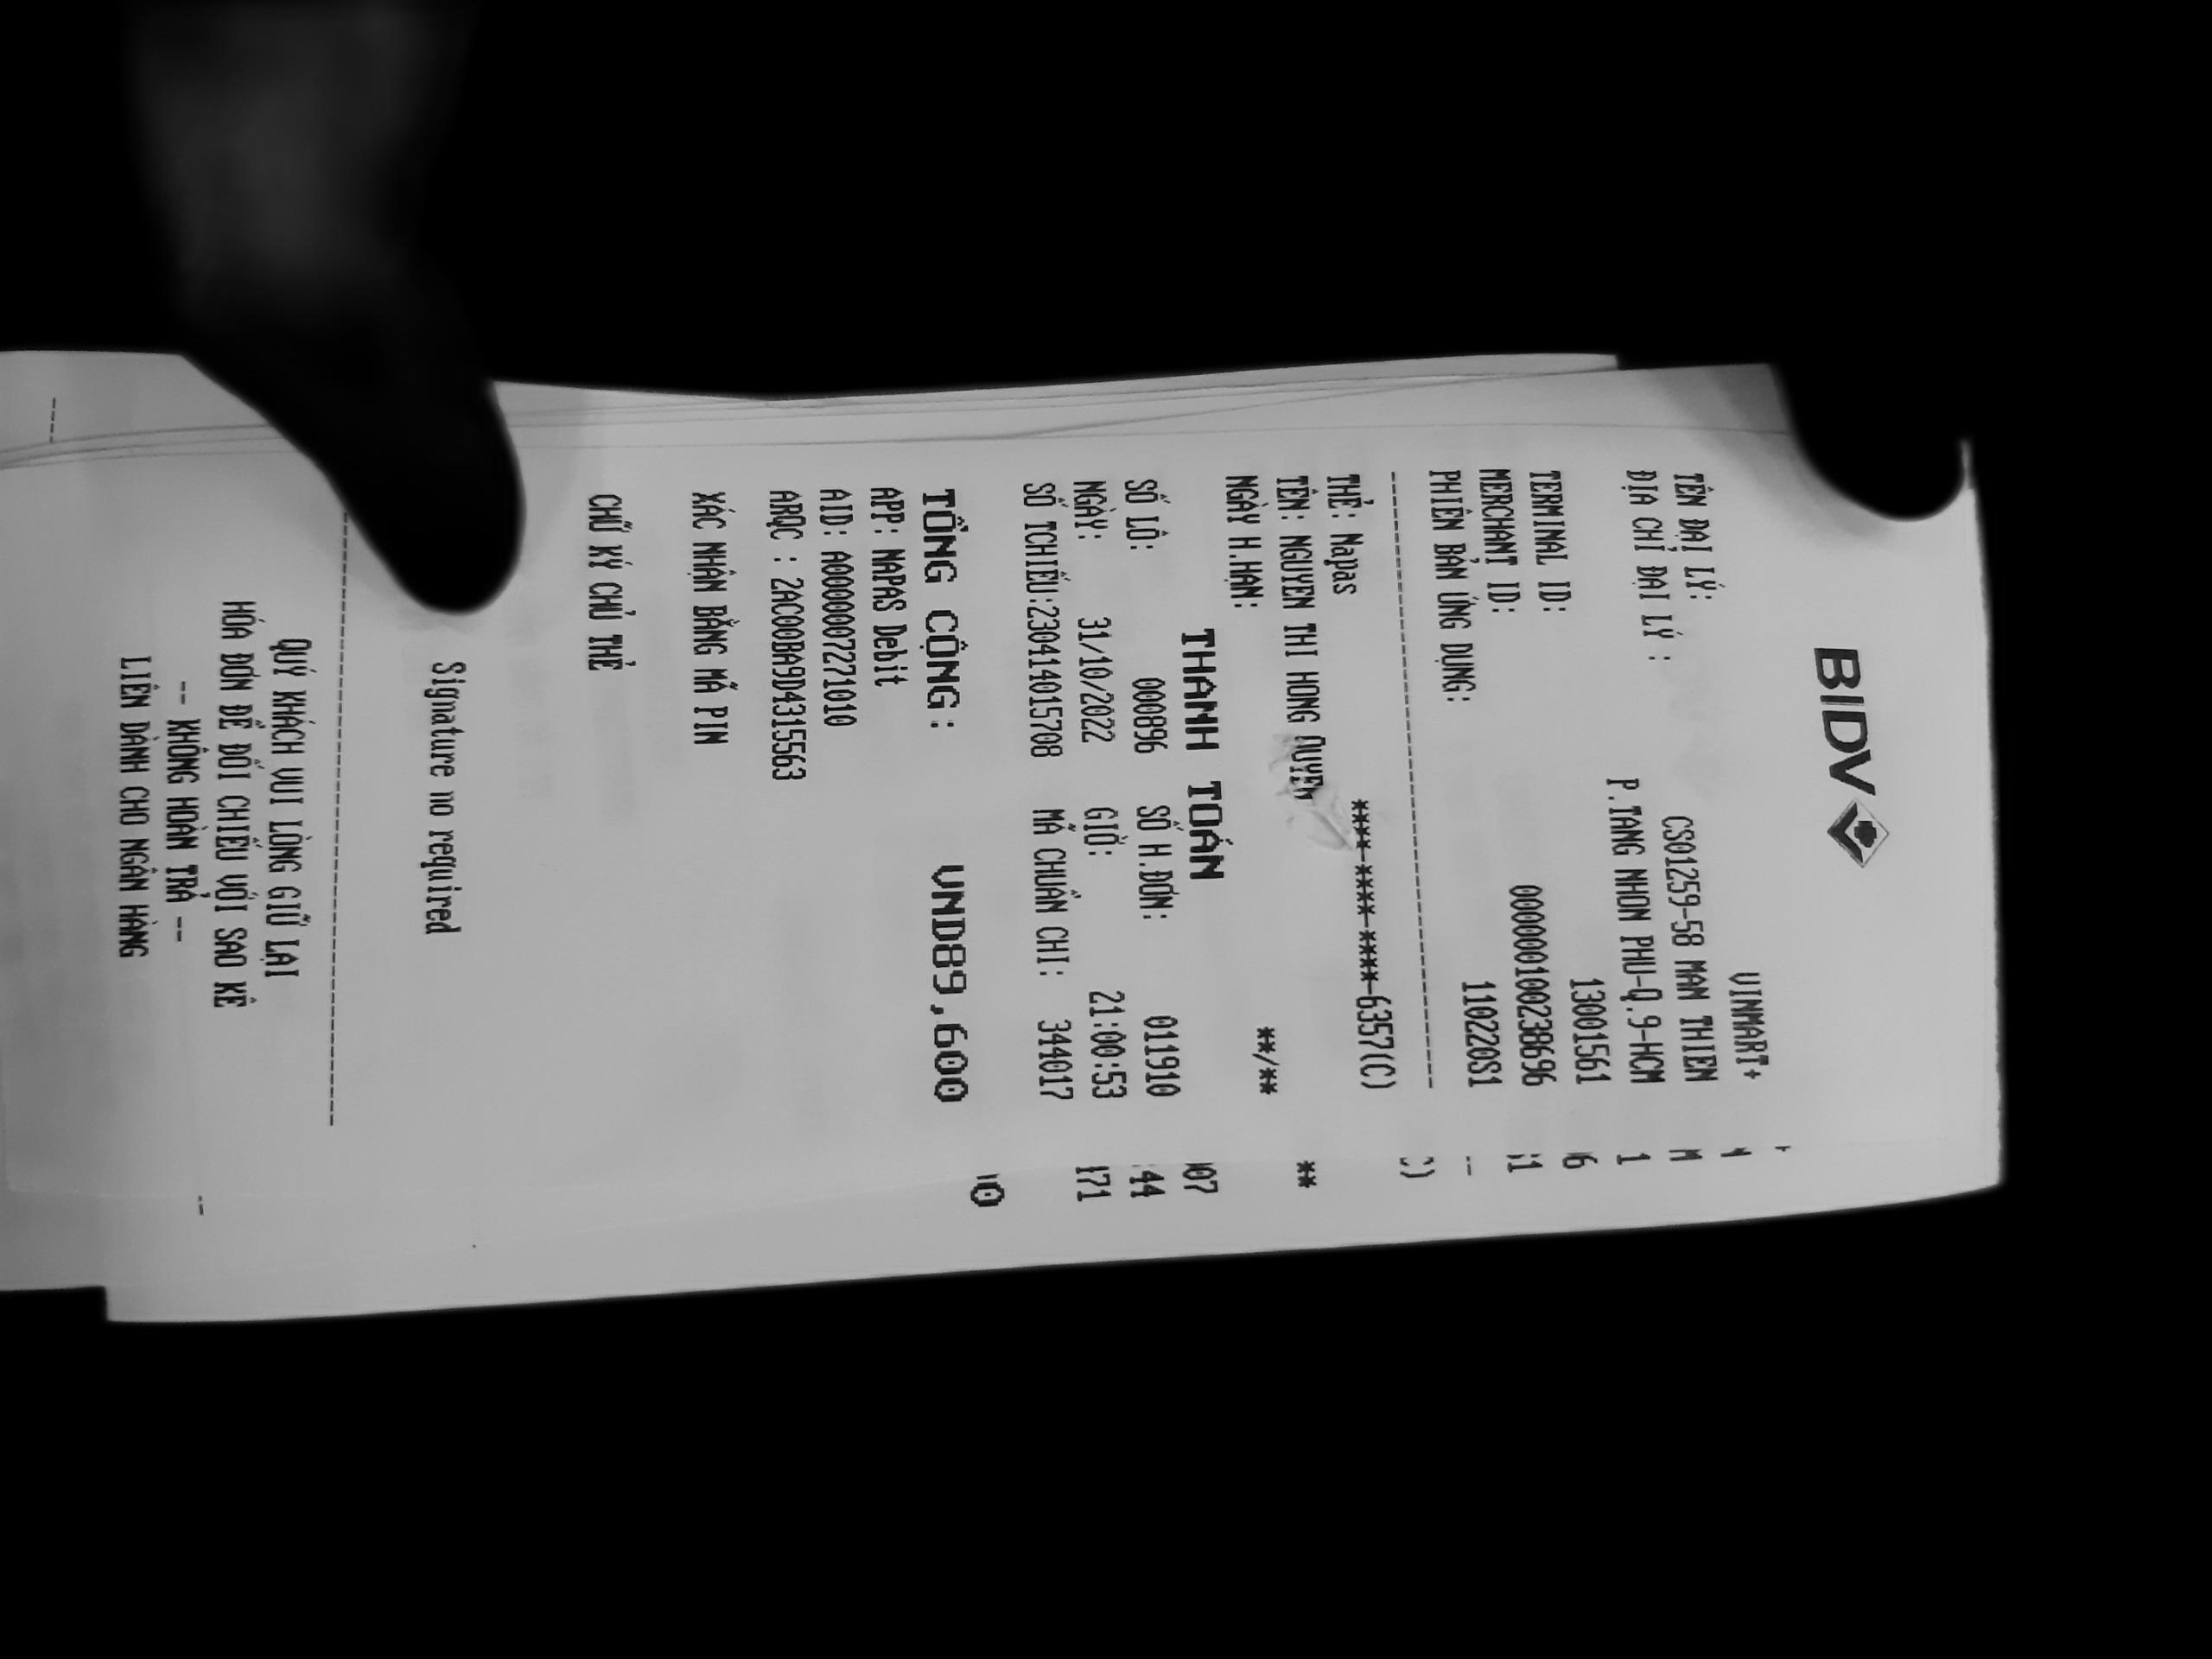 BIDV
TÊN ĐẠI LÝ: VINMART+
CS01259-58 MAN THIEN
ĐỊA CHỈ ĐẠI LÝ : P.TANG NHON PHU-Q.9-HCM
TERMINAL ID: 13001561
MERCHANT ID: 000000100238696
PHIÊN BẢN ỨNG DỤNG: 110220S1
THẺ: Napas ****-****-****-6357(C)
TÊN: NGUYEN THI HONG QUYEN
NGÀY H.HẠN: **/**
THANH TOÁN
SỐ LÔ: 000896 SỐ H.ĐƠN: 011910
NGÀY: 31/10/2022 GIỜ: 21:00:53
SỐ TCHIẾU:230414015708 MÃ CHUẨN CHI: 344017
TỔNG CỘNG: VND89,600
APP: NAPAS Debit
AID: A0000007271010
ARQC : 2AC00BA9D4315563
XÁC NHẬN BẰNG MÃ PIN
CHỮ KÝ CHỦ THẺ
Signature no required
QUÝ KHÁCH VUI LÒNG GIỮ LẠI
HÓA ĐƠN ĐỂ ĐỐI CHIẾU VỚI SAO KÊ
-- KHÔNG HOÀN TRẢ --
LIÊN DÀNH CHO NGÂN HÀNG